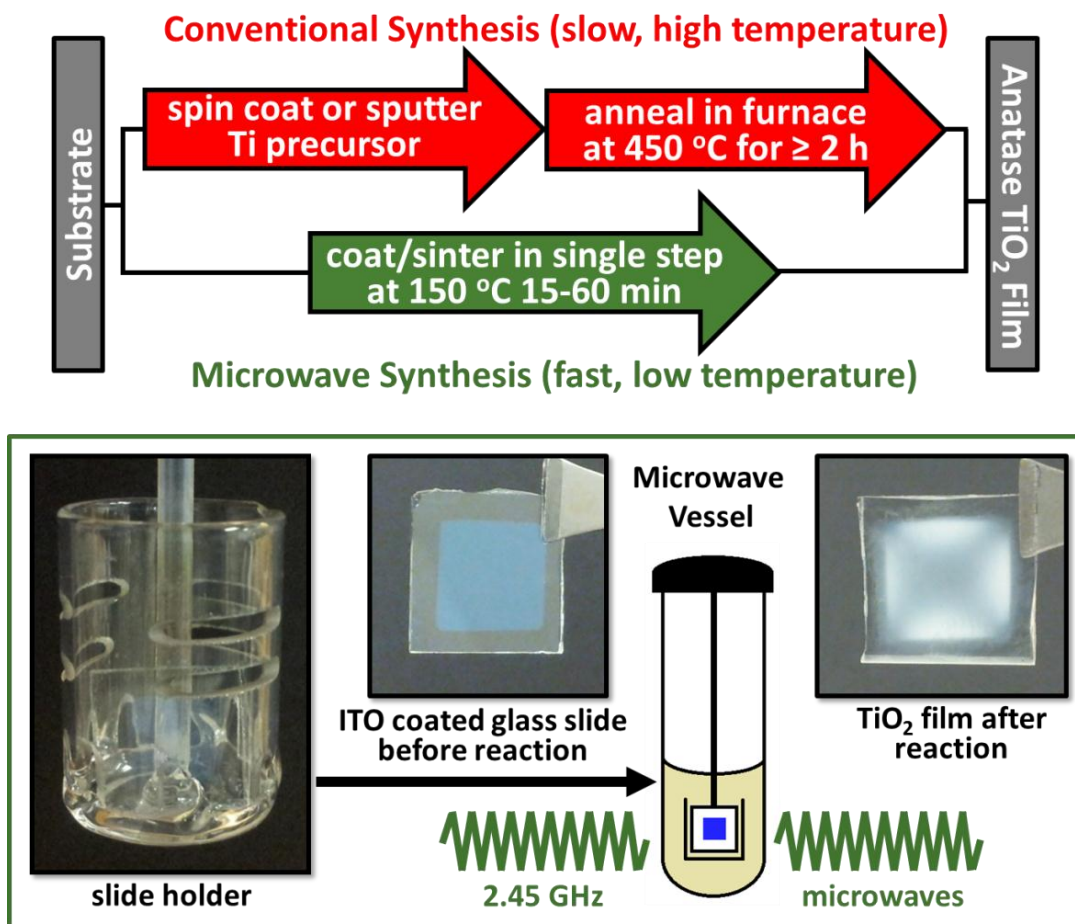 Conventional Synthesis (slow, high temperature)
Substrate
spin coat or sputter
Ti precursor
anneal in furnace
at 450 °C for ≥ 2 h
Anatase TiO₂ Film
coat/sinter in single step
at 150 °C 15-60 min
Microwave Synthesis (fast, low temperature)
Microwave
Vessel
ITO coated glass slide
before reaction
TiO₂ film after
reaction
slide holder
2.45 GHz
microwaves